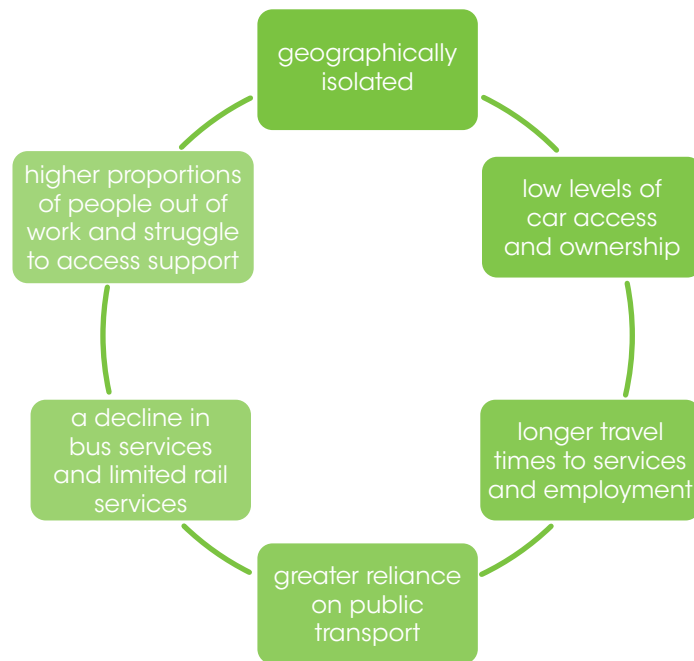 geographically
isolated
low levels of
car access
and ownership
longer travel
times to services
and employment
greater reliance
on public
transport
a decline in
bus services
and limited rail
services
higher proportions
of people out of
work and struggle
to access support